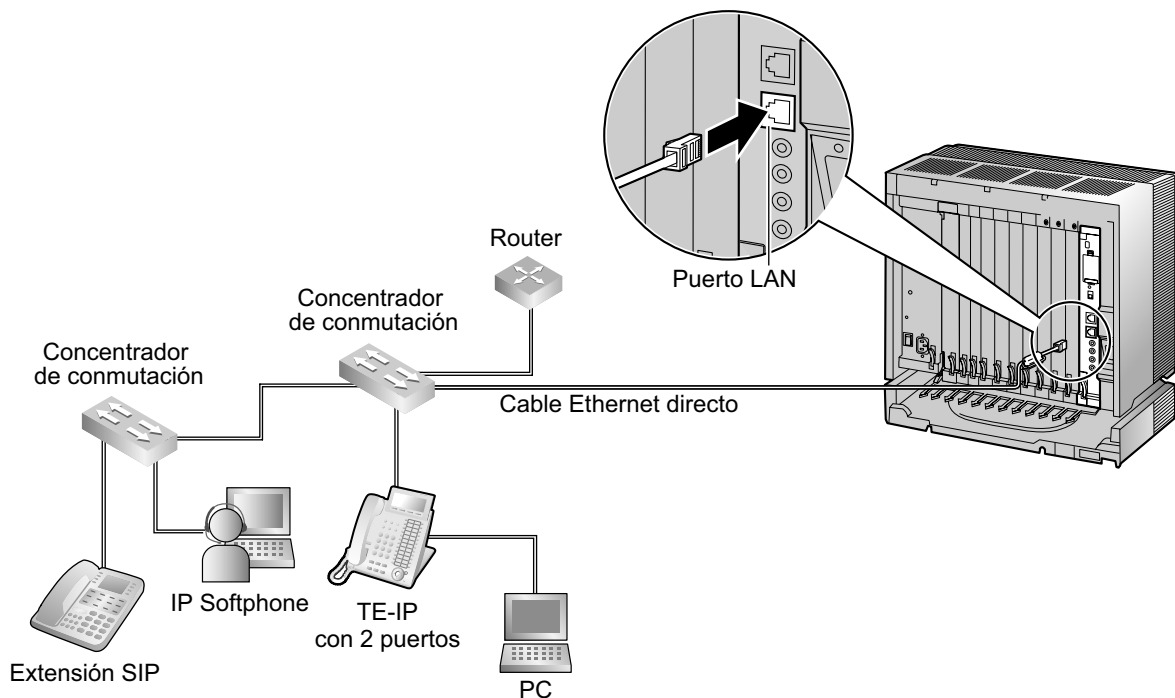 Puerto LAN
Router
Concentrador
de conmutación
Concentrador
de conmutación
Cable Ethernet directo
IP Softphone
TE-IP
con 2 puertos
Extensión SIP
PC